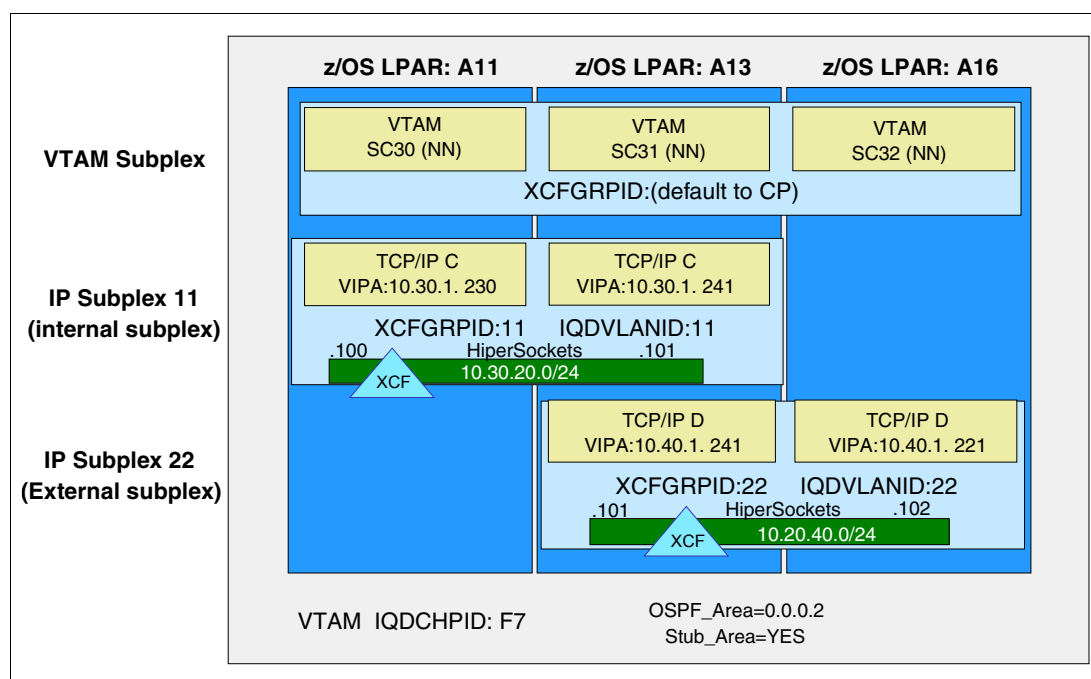 z/OS LPAR: A11
z/OS LPAR: A13
z/OS LPAR: A16
VTAM Subplex
VTAM
SC30 (NN)
VTAM
SC31 (NN)
VTAM
SC32 (NN)
XCFGRPID:(default to CP)
IP Subplex 11
(internal subplex)
TCP/IP C
VIPA:10.30.1. 230
TCP/IP C
VIPA:10.30.1. 241
XCFGRPID:11
IQDVLANID:11
.100
HiperSockets
.101
10.30.20.0/24
XCF
IP Subplex 22
(External subplex)
TCP/IP D
VIPA:10.40.1. 241
TCP/IP D
VIPA:10.40.1. 221
XCFGRPID:22
IQDVLANID:22
.101
HiperSockets
.102
10.20.40.0/24
XCF
VTAM IQDCHPID: F7
OSPF_Area=0.0.0.2
Stub_Area=YES